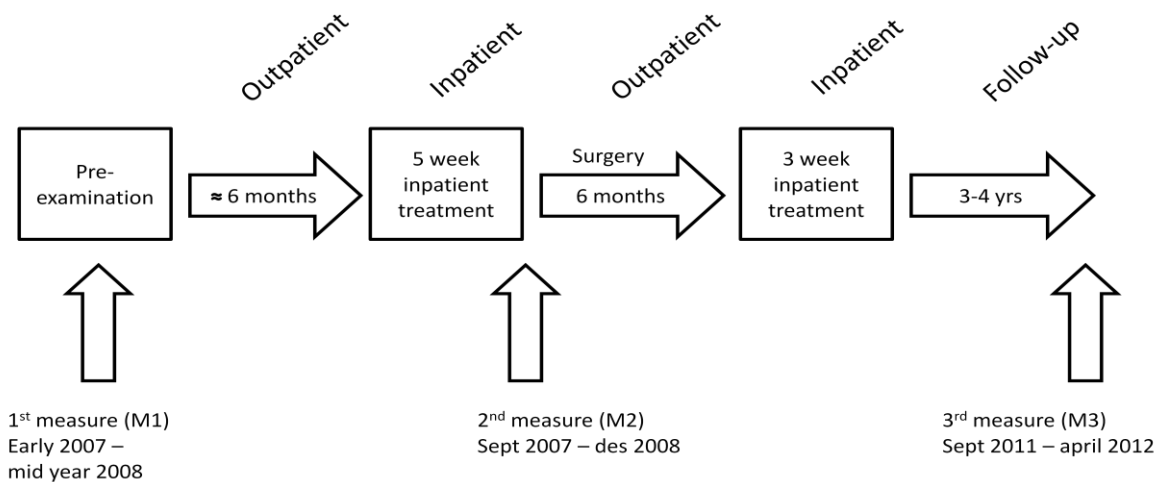 Outpatient
Inpatient
Outpatient
Inpatient
Follow-up
Pre-
examination
≈ 6 months
5 week
inpatient
treatment
Surgery
6 months
3 week
inpatient
treatment
3-4 yrs
1st measure (M1)
Early 2007 –
mid year 2008
2nd measure (M2)
Sept 2007 – des 2008
3rd measure (M3)
Sept 2011 – april 2012